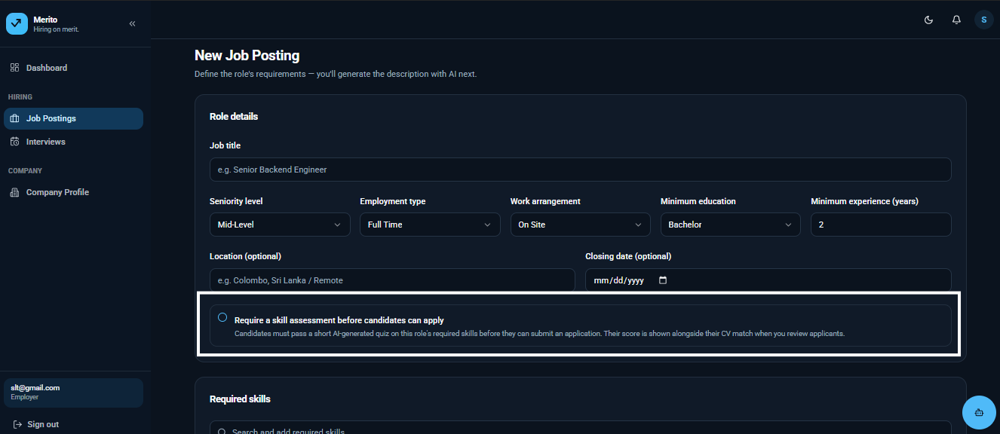 Merito
Hiring on merit.
S
Dashboard
HIRING
Job Postings
Interviews
COMPANY
Company Profile
slt@gmail.com
Employer
Sign out
New Job Posting
Define the role's requirements — you'll generate the description with AI next.
Role details
Job title
e.g. Senior Backend Engineer
Seniority level Employment type Work arrangement Minimum education Minimum experience (years)
Mid-Level Full Time On Site Bachelor 2
Location (optional) Closing date (optional)
e.g. Colombo, Sri Lanka / Remote mm/dd/yyyy
Require a skill assessment before candidates can apply
Candidates must pass a short AI-generated quiz on this role's required skills before they can submit an application. Their score is shown alongside their CV match when you review applicants.
Required skills
Search and add required skills